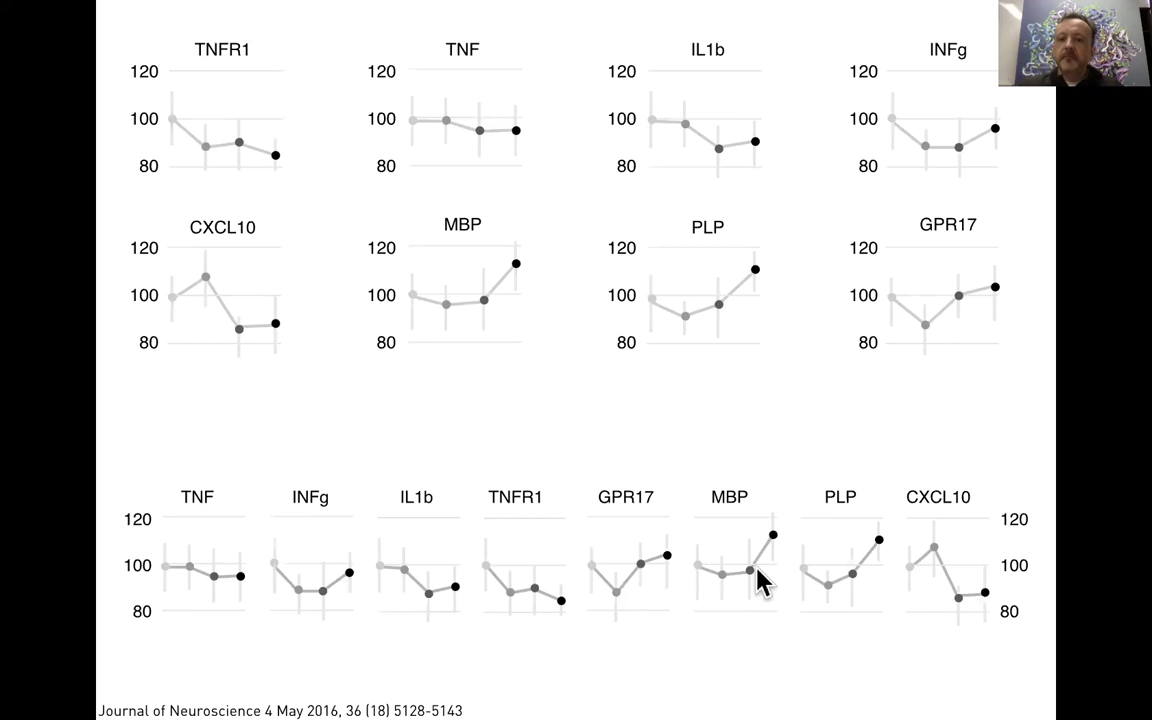 TNFR1 TNF IL1b INFg
120 120 120 120
100 100 100 100
80 80 80 80
CXCL10 MBP PLP GPR17
120 120 120 120
100 100 100 100
80 80 80 80
TNF INFg IL1b TNFR1 GPR17 MBP PLP CXCL10
120 120
100 100
80 80
Journal of Neuroscience 4 May 2016, 36 (18) 5128-5143